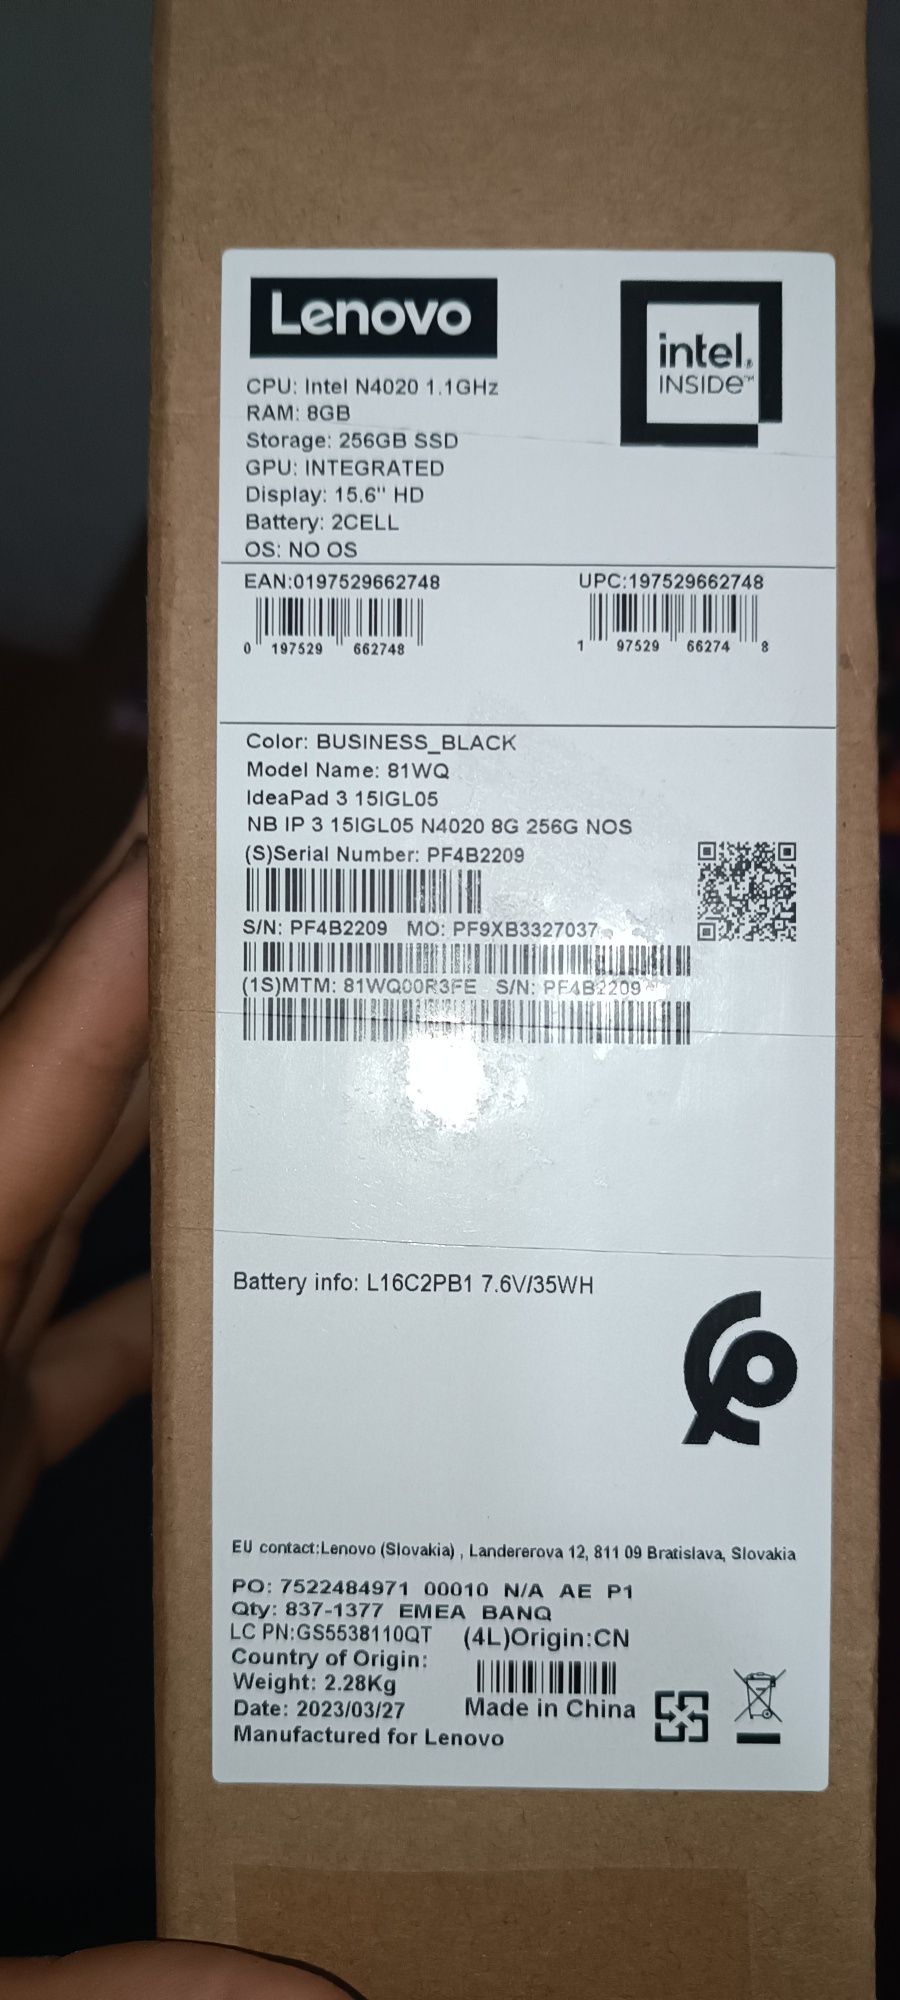 Lenovo
intel.
INSIDE™
CPU: Intel N4020 1.1GHz
RAM: 8GB
Storage: 256GB SSD
GPU: INTEGRATED
Display: 15.6" HD
Battery: 2CELL
OS: NO OS
EAN:0197529662748
UPC:197529662748
0 197529 662748
1 97529 66274 8
Color: BUSINESS_BLACK
Model Name: 81WQ
IdeaPad 3 15IGL05
NB IP 3 15IGL05 N4020 8G 256G NOS
(S)Serial Number: PF4B2209
S/N: PF4B2209 MO: PF9XB3327037
(1S)MTM: 81WQ00R3FE S/N: PF4B2209
Battery info: L16C2PB1 7.6V/35WH
EU contact:Lenovo (Slovakia) , Landererova 12, 811 09 Bratislava, Slovakia
PO: 7522484971 00010 N/A AE P1
Qty: 837-1377 EMEA BANQ
LC PN:GS5538110QT (4L)Origin:CN
Country of Origin:
Weight: 2.28Kg
Date: 2023/03/27 Made in China
Manufactured for Lenovo